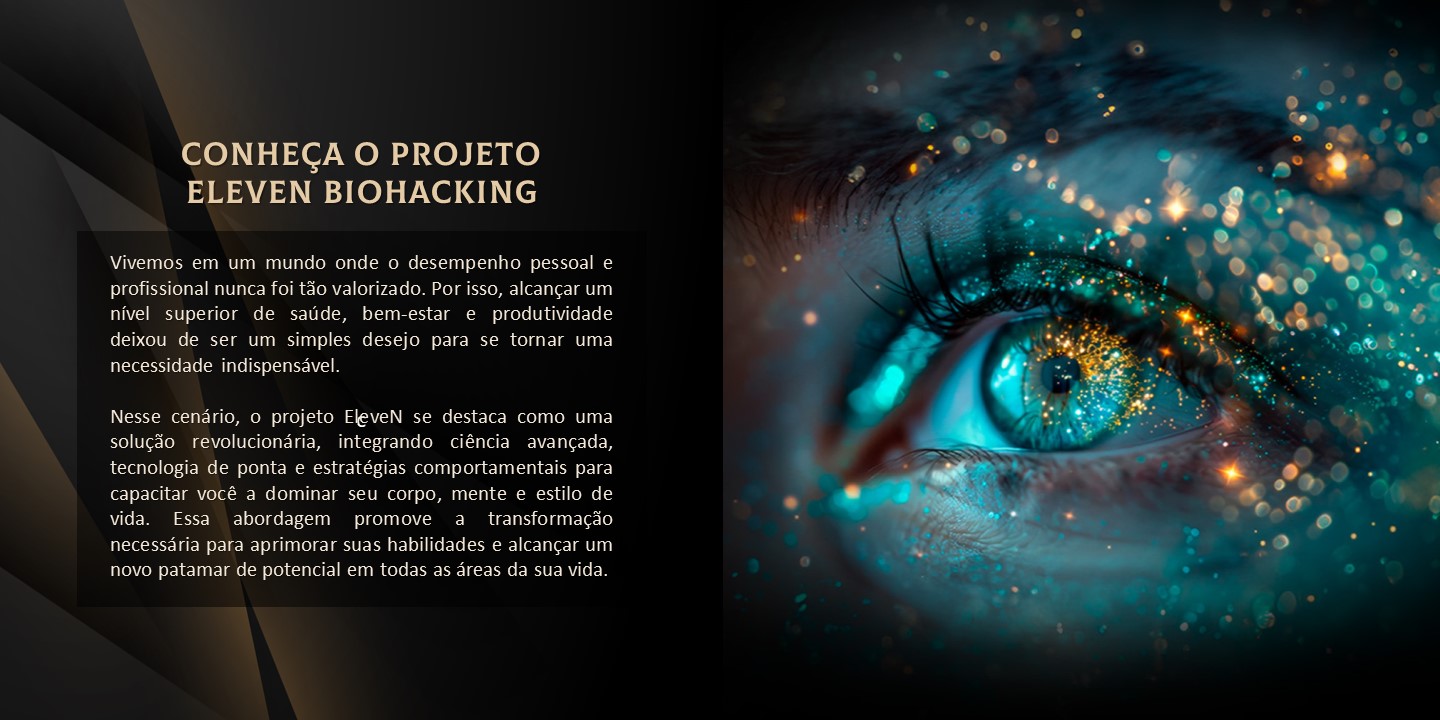 CONHEÇA O PROJETO
ELEVEN BIOHACKING
Vivemos em um mundo onde o desempenho pessoal e
profissional nunca foi tão valorizado. Por isso, alcançar um
nível superior de saúde, bem-estar e produtividade
deixou de ser um simples desejo para se tornar uma
necessidade indispensável.
Nesse cenário, o projeto EleveN se destaca como uma
solução revolucionária, integrando ciência avançada,
tecnologia de ponta e estratégias comportamentais para
capacitar você a dominar seu corpo, mente e estilo de
vida. Essa abordagem promove a transformação
necessária para aprimorar suas habilidades e alcançar um
novo patamar de potencial em todas as áreas da sua vida.